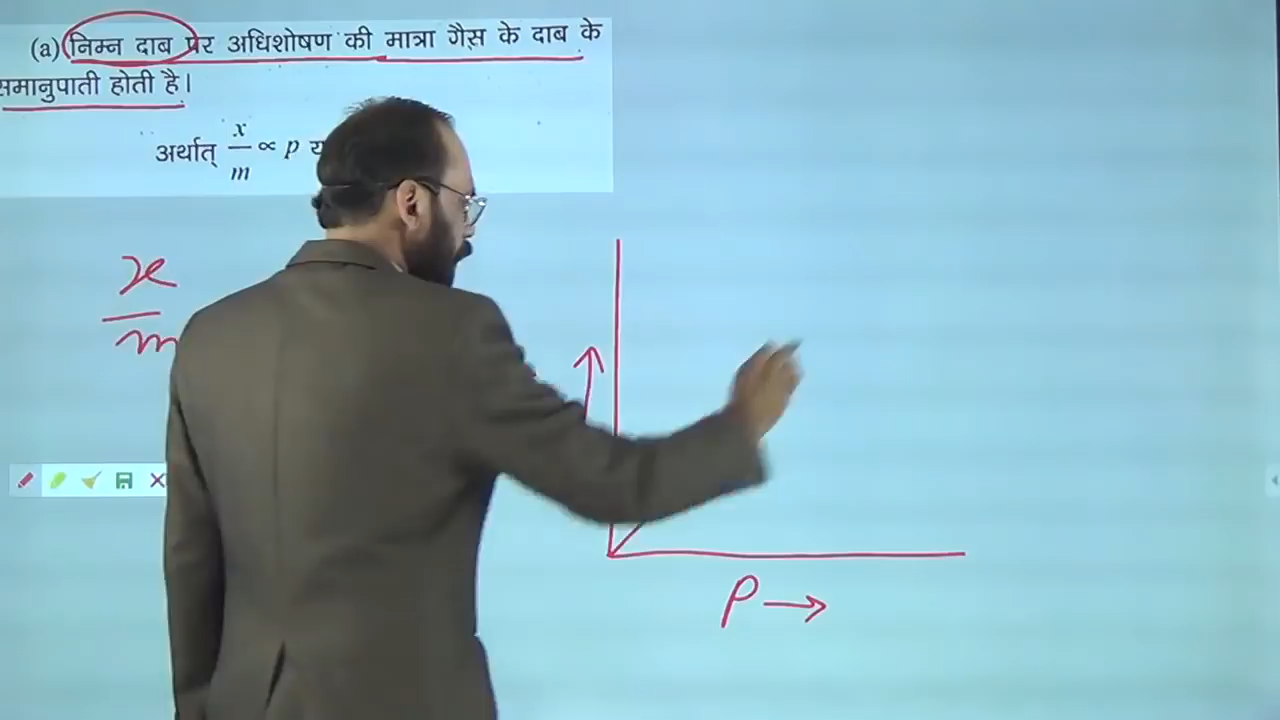 (a) निम्न दाब पर अधिशोषण की मात्रा गैस के दाब के
समानुपाती होती है।
अर्थात् x/m ∝ p
x/m
P →